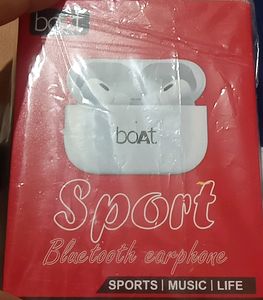 boAt
boAt
Sport
Bluetooth earphone
SPORTS | MUSIC | LIFE